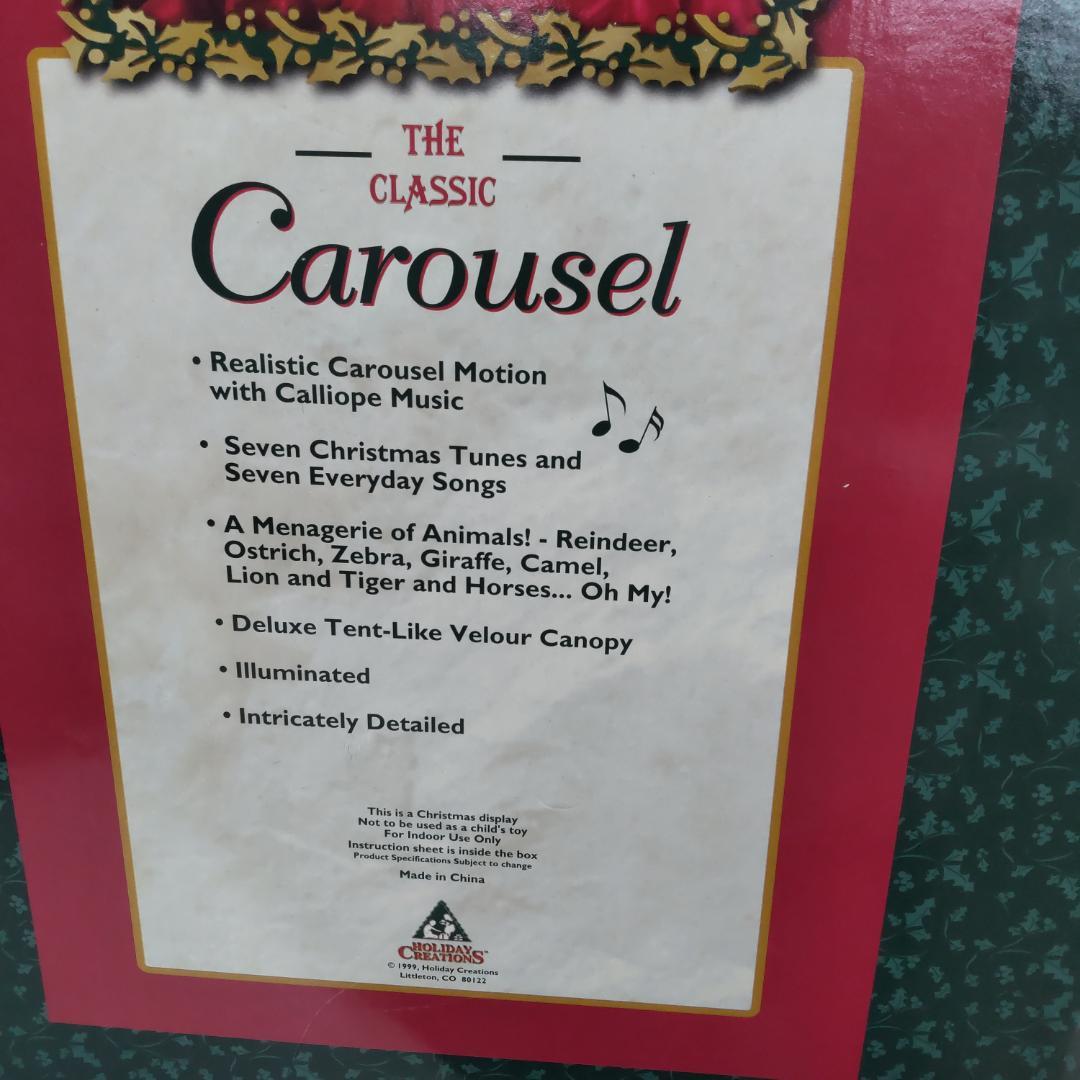 THE
CLASSIC
Carousel
• Realistic Carousel Motion
with Calliope Music
• Seven Christmas Tunes and
Seven Everyday Songs
• A Menagerie of Animals! - Reindeer,
Ostrich, Zebra, Giraffe, Camel,
Lion and Tiger and Horses... Oh My!
• Deluxe Tent-Like Velour Canopy
• Illuminated
• Intricately Detailed
This is a Christmas display
Not to be used as a child's toy
For Indoor Use Only
Instruction sheet is inside the box
Product Specifications Subject to change
Made in China
HOLIDAY
CREATIONS™
© 1999, Holiday Creations
Littleton, CO 80122